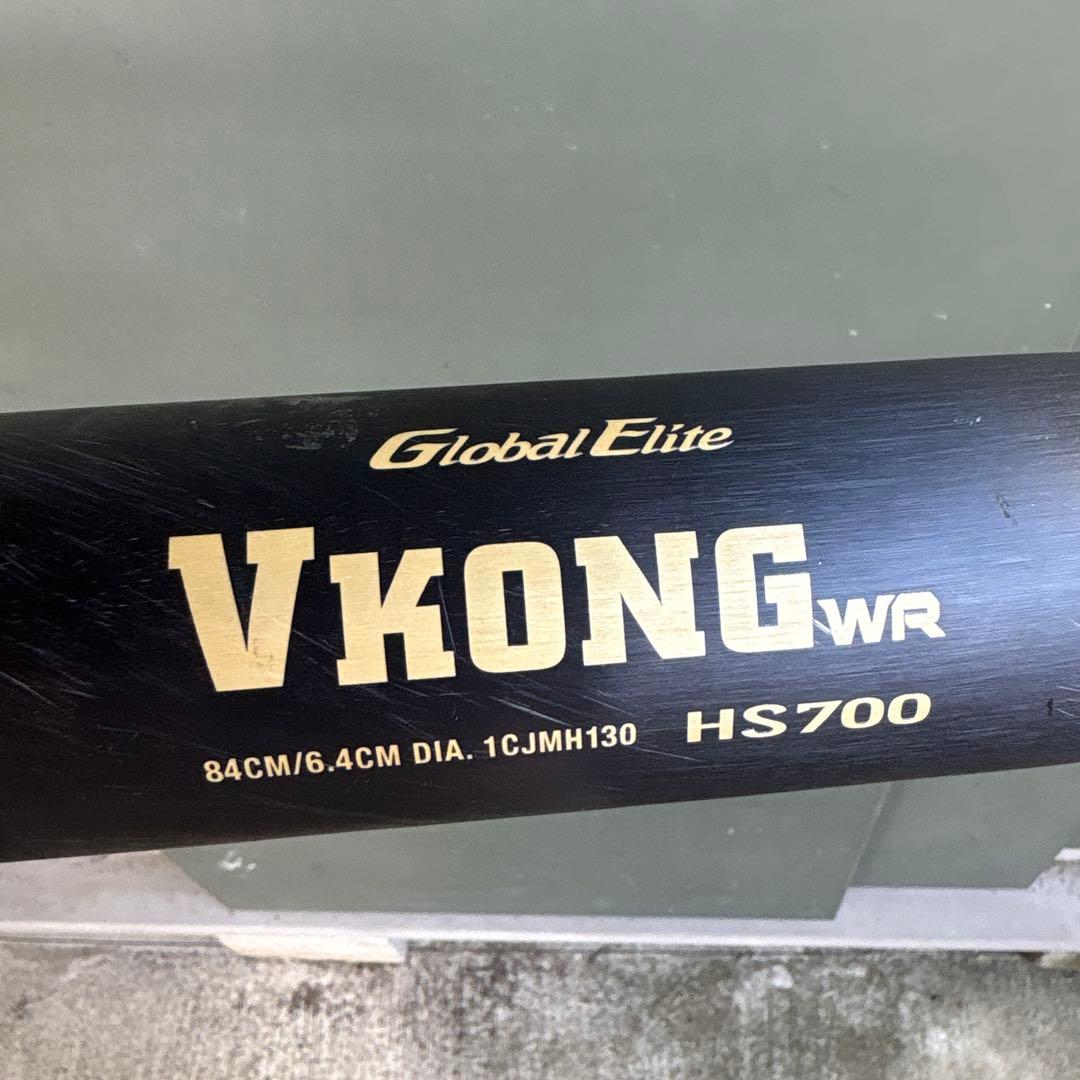 Global Elite
VKONG WR
HS700
84CM/6.4CM DIA. 1CJMH130